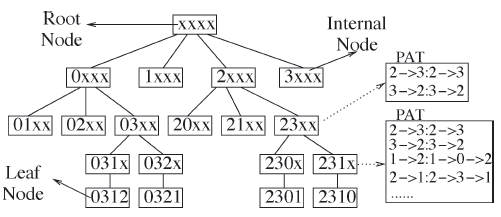 Root
Node
xxxx
Internal
Node
0xxx
1xxx
2xxx
3xxx
PAT
2->3:2->3
3->2:3->2
01xx
02xx
03xx
20xx
21xx
23xx
PAT
2->3:2->3
3->2:3->2
1->2:1->0->2
2->1:2->3->1
......
031x
032x
230x
231x
Leaf
Node
0312
0321
2301
2310